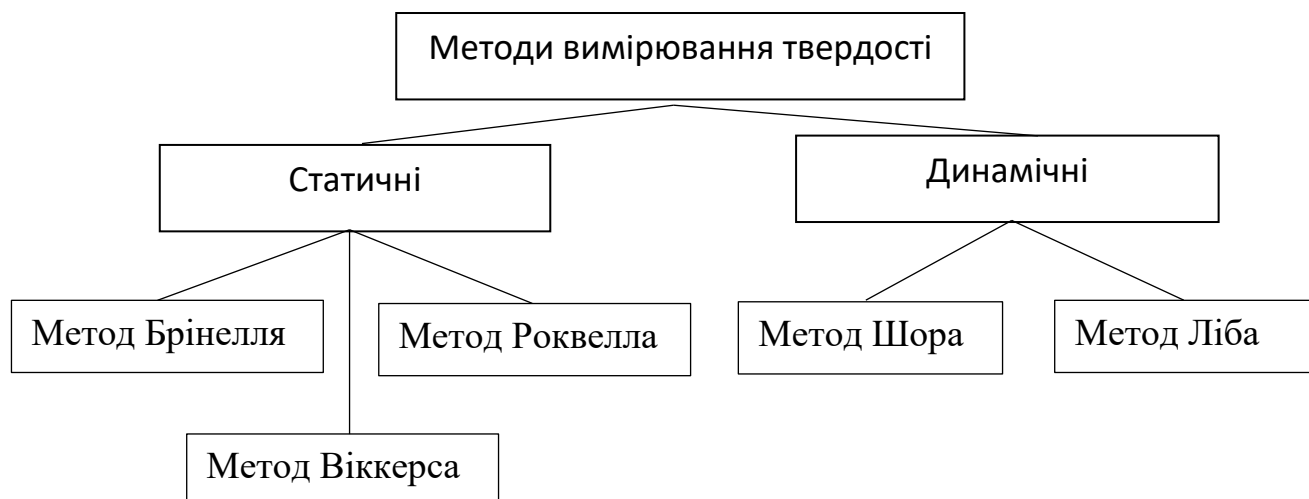 Методи вимірювання твердості
Статичні
Динамічні
Метод Брінелля
Метод Роквелла
Метод Шора
Метод Ліба
Метод Віккерса